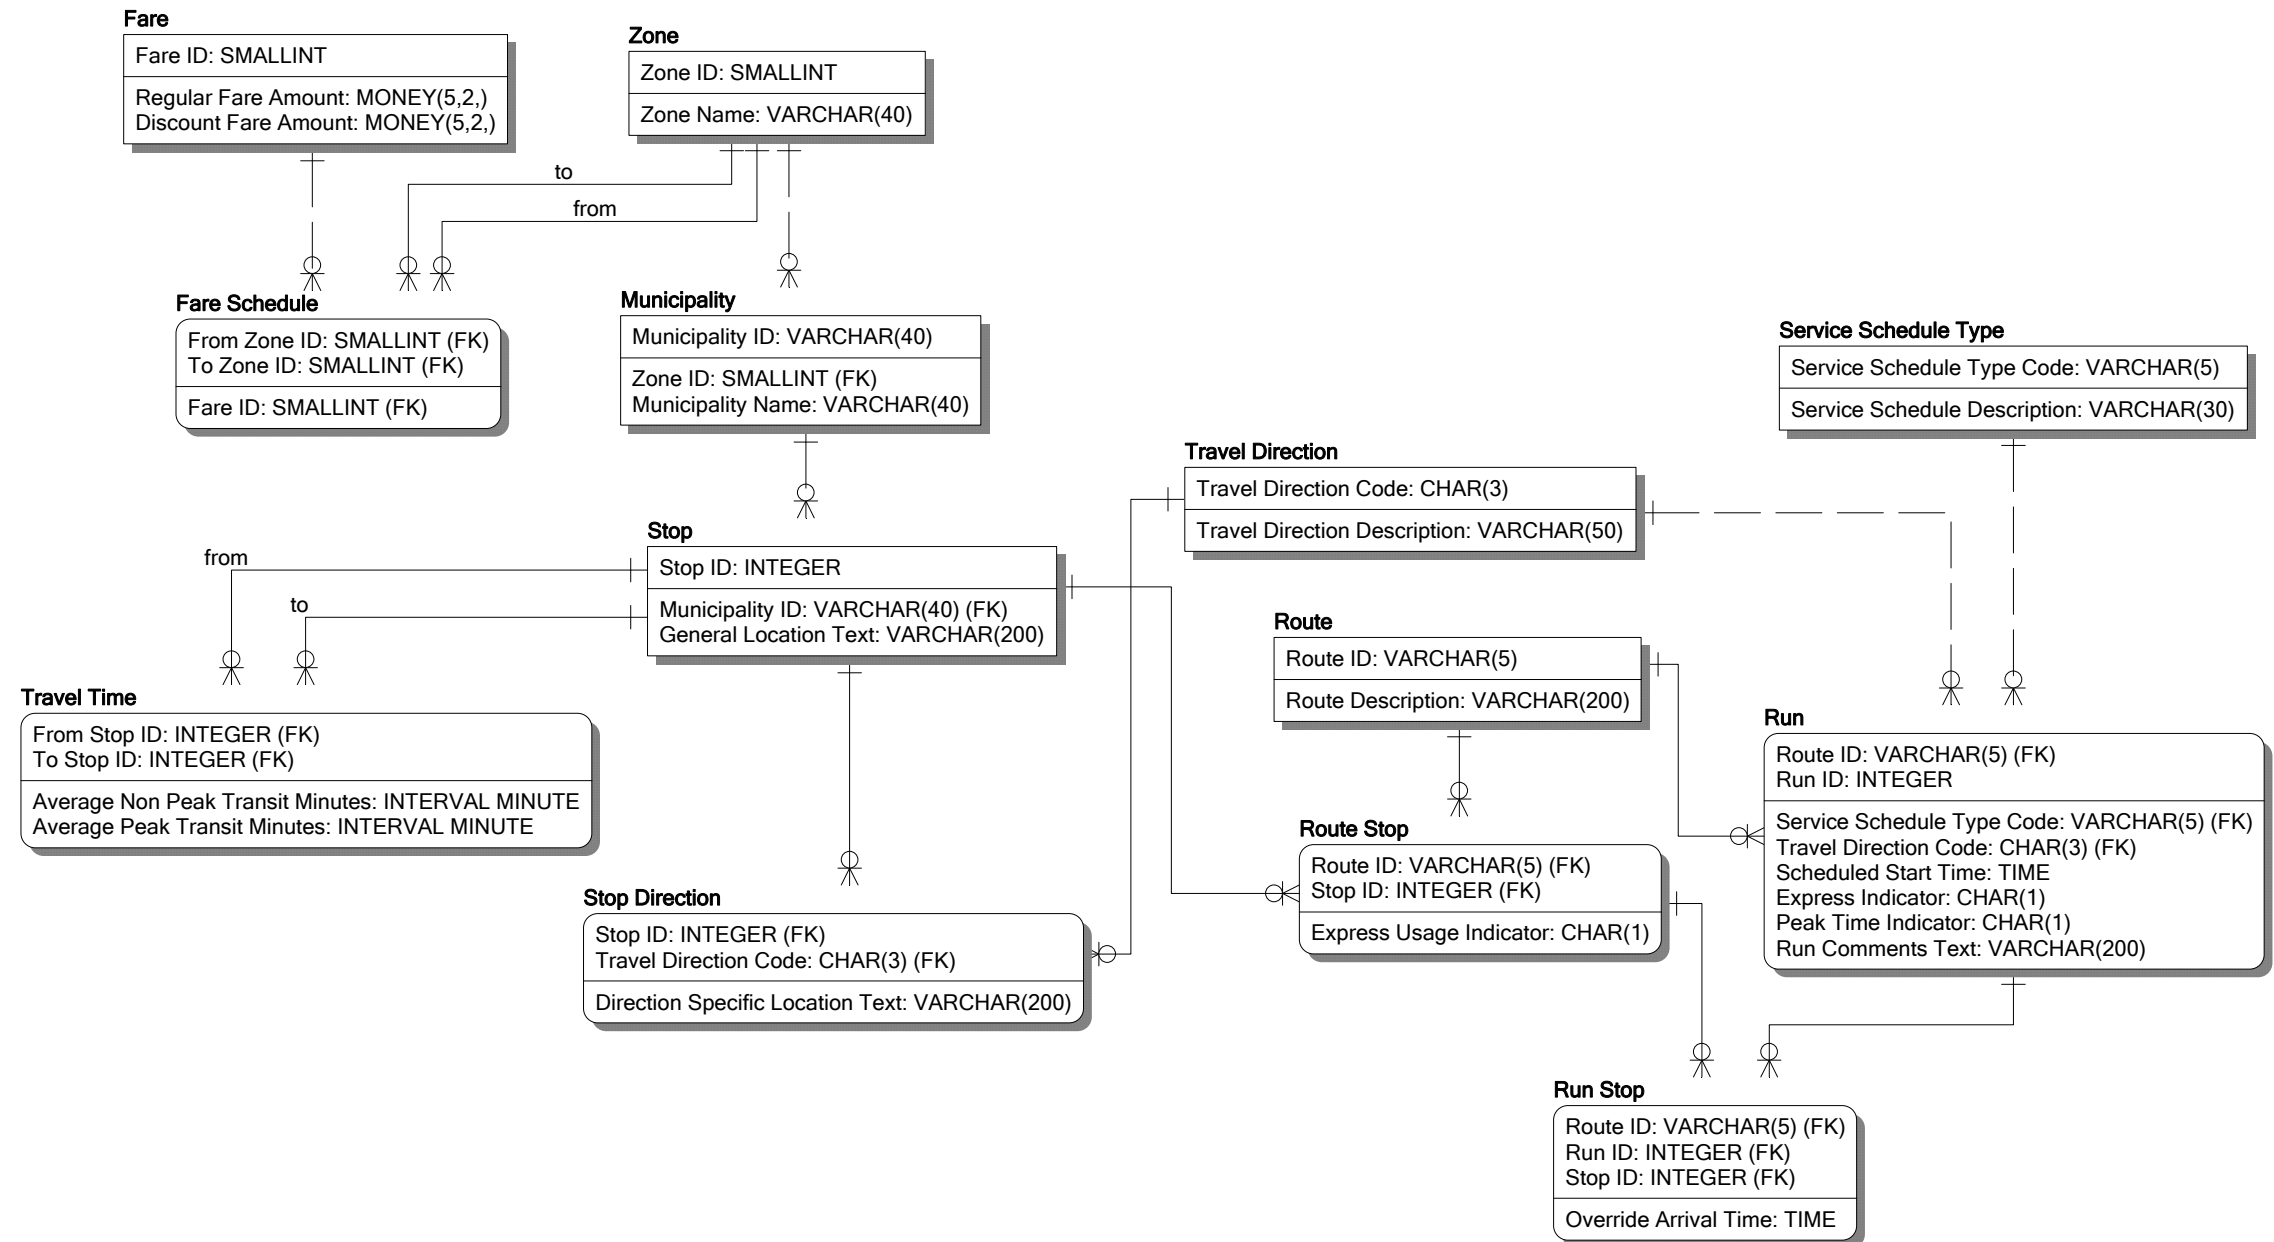 Fare
Fare ID: SMALLINT
Regular Fare Amount: MONEY(5,2,)
Discount Fare Amount: MONEY(5,2,)
Zone
Zone ID: SMALLINT
Zone Name: VARCHAR(40)
to
from
Fare Schedule
From Zone ID: SMALLINT (FK)
To Zone ID: SMALLINT (FK)
Fare ID: SMALLINT (FK)
Municipality
Municipality ID: VARCHAR(40)
Zone ID: SMALLINT (FK)
Municipality Name: VARCHAR(40)
Service Schedule Type
Service Schedule Type Code: VARCHAR(5)
Service Schedule Description: VARCHAR(30)
Travel Direction
Travel Direction Code: CHAR(3)
Travel Direction Description: VARCHAR(50)
Stop
Stop ID: INTEGER
Municipality ID: VARCHAR(40) (FK)
General Location Text: VARCHAR(200)
from
to
Route
Route ID: VARCHAR(5)
Route Description: VARCHAR(200)
Travel Time
From Stop ID: INTEGER (FK)
To Stop ID: INTEGER (FK)
Average Non Peak Transit Minutes: INTERVAL MINUTE
Average Peak Transit Minutes: INTERVAL MINUTE
Run
Route ID: VARCHAR(5) (FK)
Run ID: INTEGER
Service Schedule Type Code: VARCHAR(5) (FK)
Travel Direction Code: CHAR(3) (FK)
Scheduled Start Time: TIME
Express Indicator: CHAR(1)
Peak Time Indicator: CHAR(1)
Run Comments Text: VARCHAR(200)
Route Stop
Route ID: VARCHAR(5) (FK)
Stop ID: INTEGER (FK)
Express Usage Indicator: CHAR(1)
Stop Direction
Stop ID: INTEGER (FK)
Travel Direction Code: CHAR(3) (FK)
Direction Specific Location Text: VARCHAR(200)
Run Stop
Route ID: VARCHAR(5) (FK)
Run ID: INTEGER (FK)
Stop ID: INTEGER (FK)
Override Arrival Time: TIME